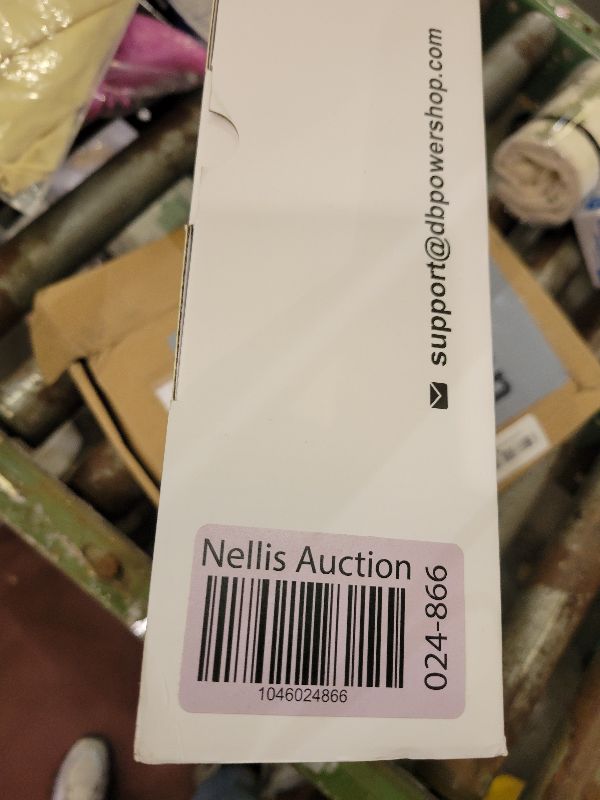 support@dbpowershop.com
Nellis Auction
1046024866
024-866